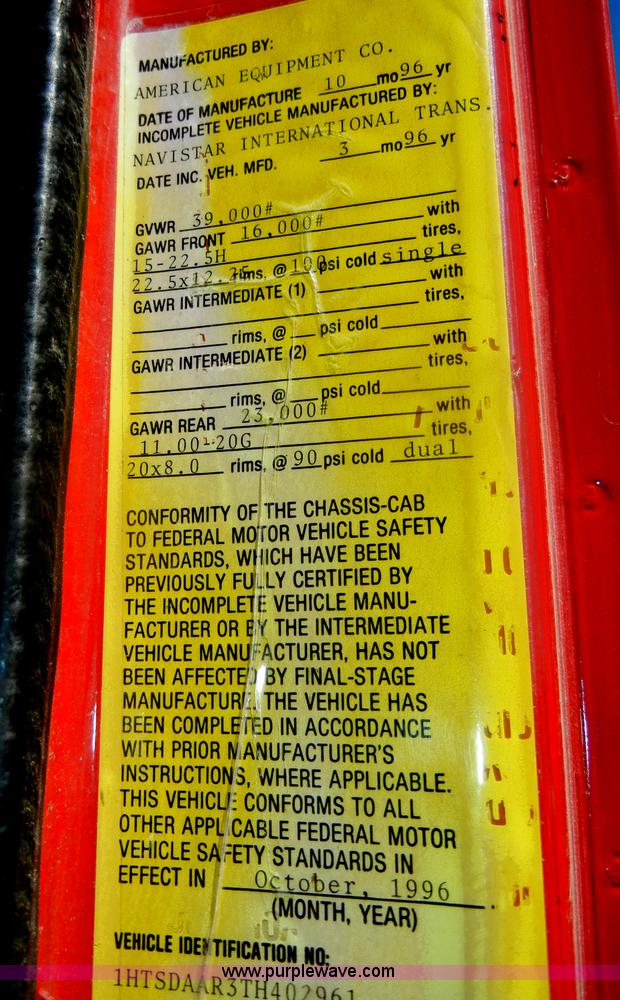 MANUFACTURED BY:
AMERICAN EQUIPMENT CO.
DATE OF MANUFACTURE 10 mo 96 yr
INCOMPLETE VEHICLE MANUFACTURED BY:
NAVISTAR INTERNATIONAL TRANS.
DATE INC. VEH. MFD. 3 mo 96 yr
GVWR 39,000#
GAWR FRONT 16,000# with
15-22.5H tires,
22.5x12.25 rims, @ 100 psi cold single
GAWR INTERMEDIATE (1) with
tires,
rims, @ psi cold
GAWR INTERMEDIATE (2) with
tires,
rims, @ psi cold
GAWR REAR 23,000# with
11.00-20G tires,
20x8.0 rims, @ 90 psi cold dual
CONFORMITY OF THE CHASSIS-CAB
TO FEDERAL MOTOR VEHICLE SAFETY
STANDARDS, WHICH HAVE BEEN
PREVIOUSLY FULLY CERTIFIED BY
THE INCOMPLETE VEHICLE MANU-
FACTURER OR BY THE INTERMEDIATE
VEHICLE MANUFACTURER, HAS NOT
BEEN AFFECTED BY FINAL-STAGE
MANUFACTURE. THE VEHICLE HAS
BEEN COMPLETED IN ACCORDANCE
WITH PRIOR MANUFACTURER'S
INSTRUCTIONS, WHERE APPLICABLE.
THIS VEHICLE CONFORMS TO ALL
OTHER APPLICABLE FEDERAL MOTOR
VEHICLE SAFETY STANDARDS IN
EFFECT IN October, 1996.
(MONTH, YEAR)
VEHICLE IDENTIFICATION NO:
www.purplewave.com
1HTSDAAR3TH402961